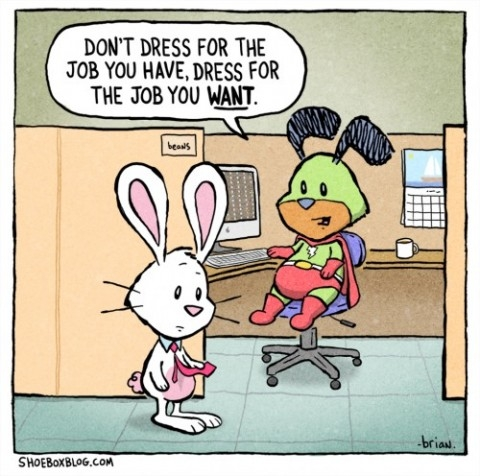 DON'T DRESS FOR THE
JOB YOU HAVE, DRESS FOR
THE JOB YOU WANT.
beans
-brian.
SHOEBOXBLOG.COM